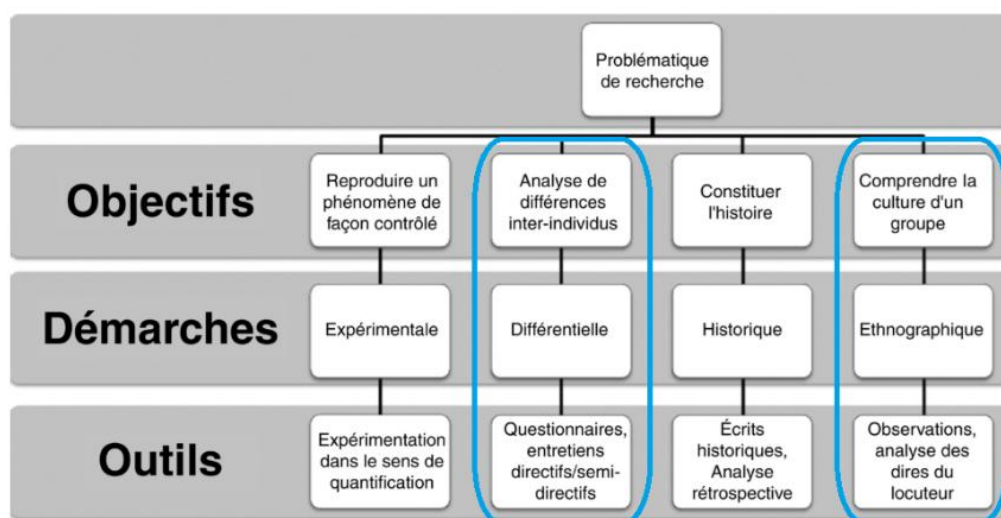 Problématique
de recherche
Objectifs
Reproduire un
phénomène de
façon contrôlé
Analyse de
différences
inter-individus
Constituer
l'histoire
Comprendre la
culture d'un
groupe
Démarches
Expérimentale
Différentielle
Historique
Ethnographique
Outils
Expérimentation
dans le sens de
quantification
Questionnaires,
entretiens
directifs/semi-
directifs
Écrits
historiques,
Analyse
rétrospective
Observations,
analyse des
dires du
locuteur